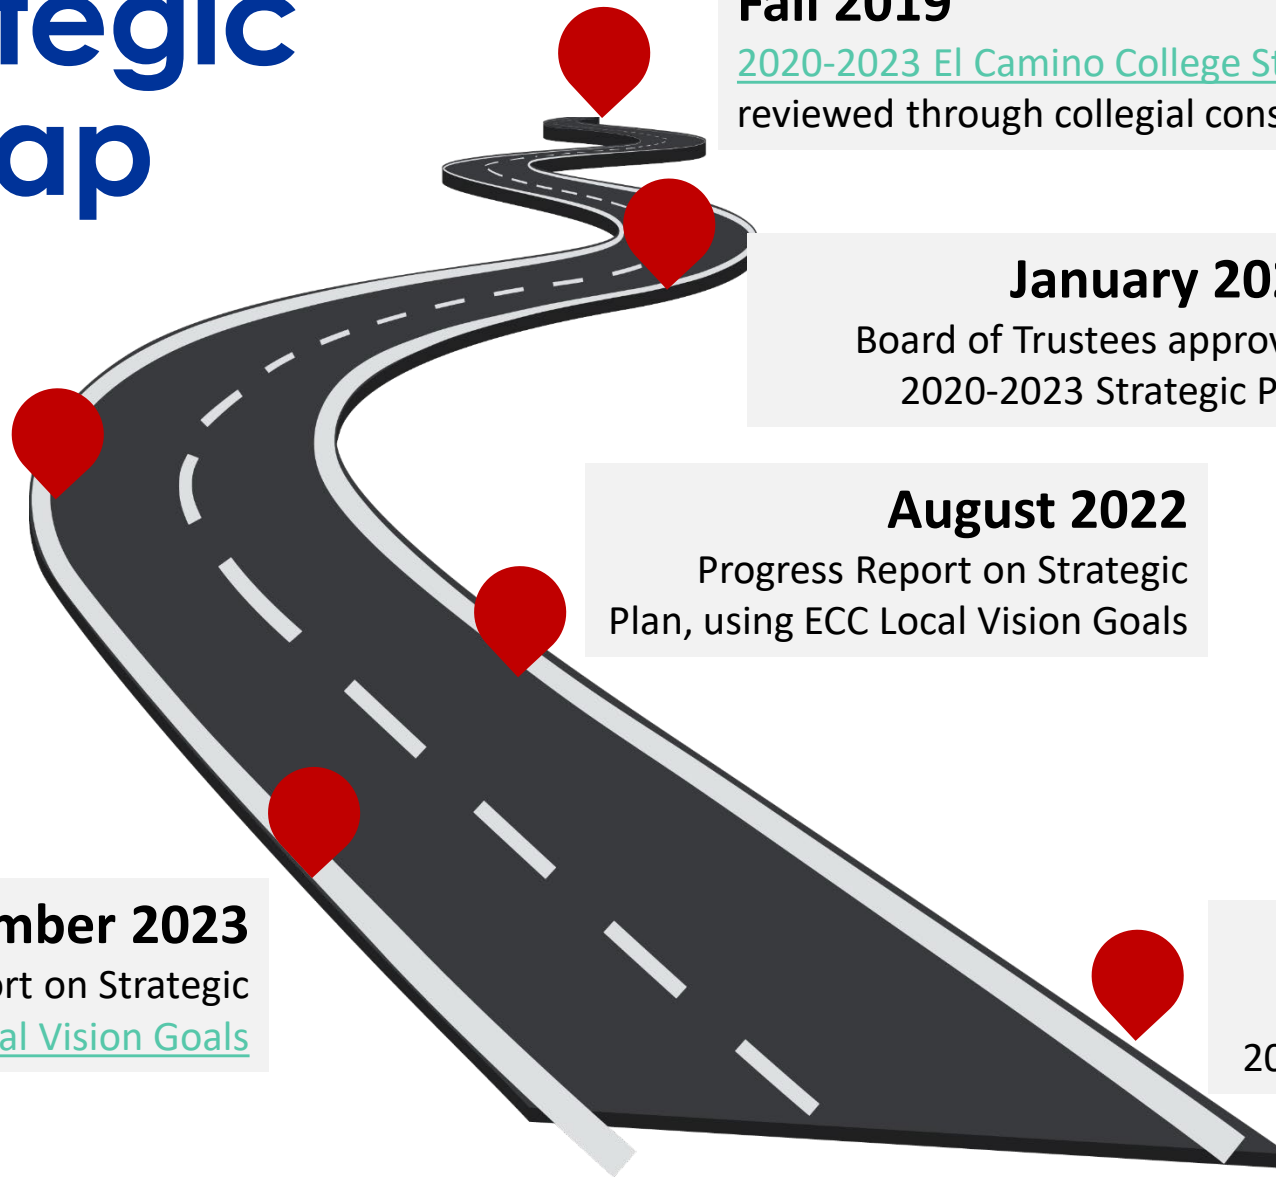 tegic
ap
Fall 2019
2020-2023 El Camino College St
reviewed through collegial cons
January 202
Board of Trustees approv
2020-2023 Strategic P
August 2022
Progress Report on Strategic
Plan, using ECC Local Vision Goals
mber 2023
ort on Strategic
al Vision Goals
20